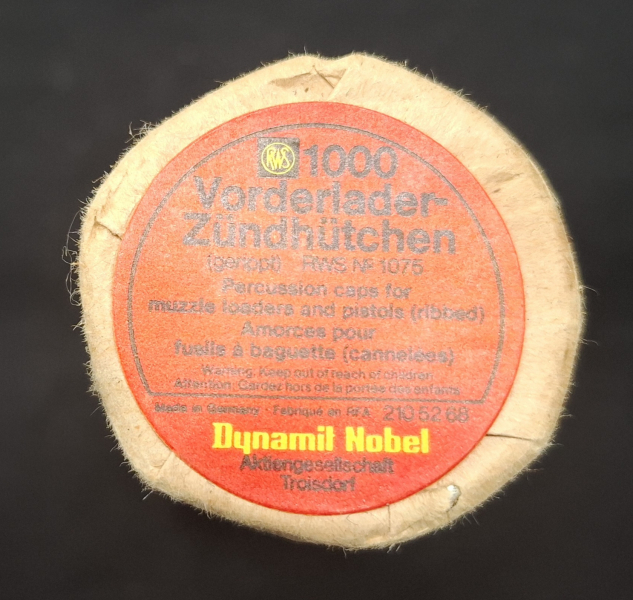 RWS 1000
Vorderlader-
Zündhütchen
(gerippt) RWS № 1075
Percussion caps for
muzzle loaders and pistols (ribbed)
Amorces pour
fusils à baguette (cannelées)
Warning: Keep out of reach of children
Attention: Gardez hors de la portée des enfants
Made in Germany · Fabriqué en RFA 210 52 68
Dynamit Nobel
Aktiengesellschaft
Troisdorf